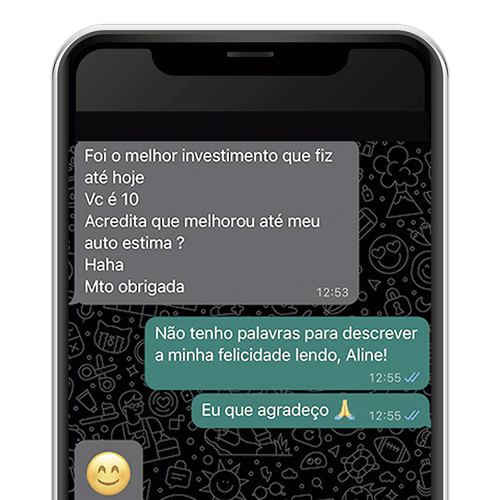 Foi o melhor investimento que fiz
até hoje
Vc é 10
Acredita que melhorou até meu
auto estima ?
Haha
Mto obrigada
12:53
Não tenho palavras para descrever
a minha felicidade lendo, Aline!
12:55
Eu que agradeço 🙏
12:55
😊